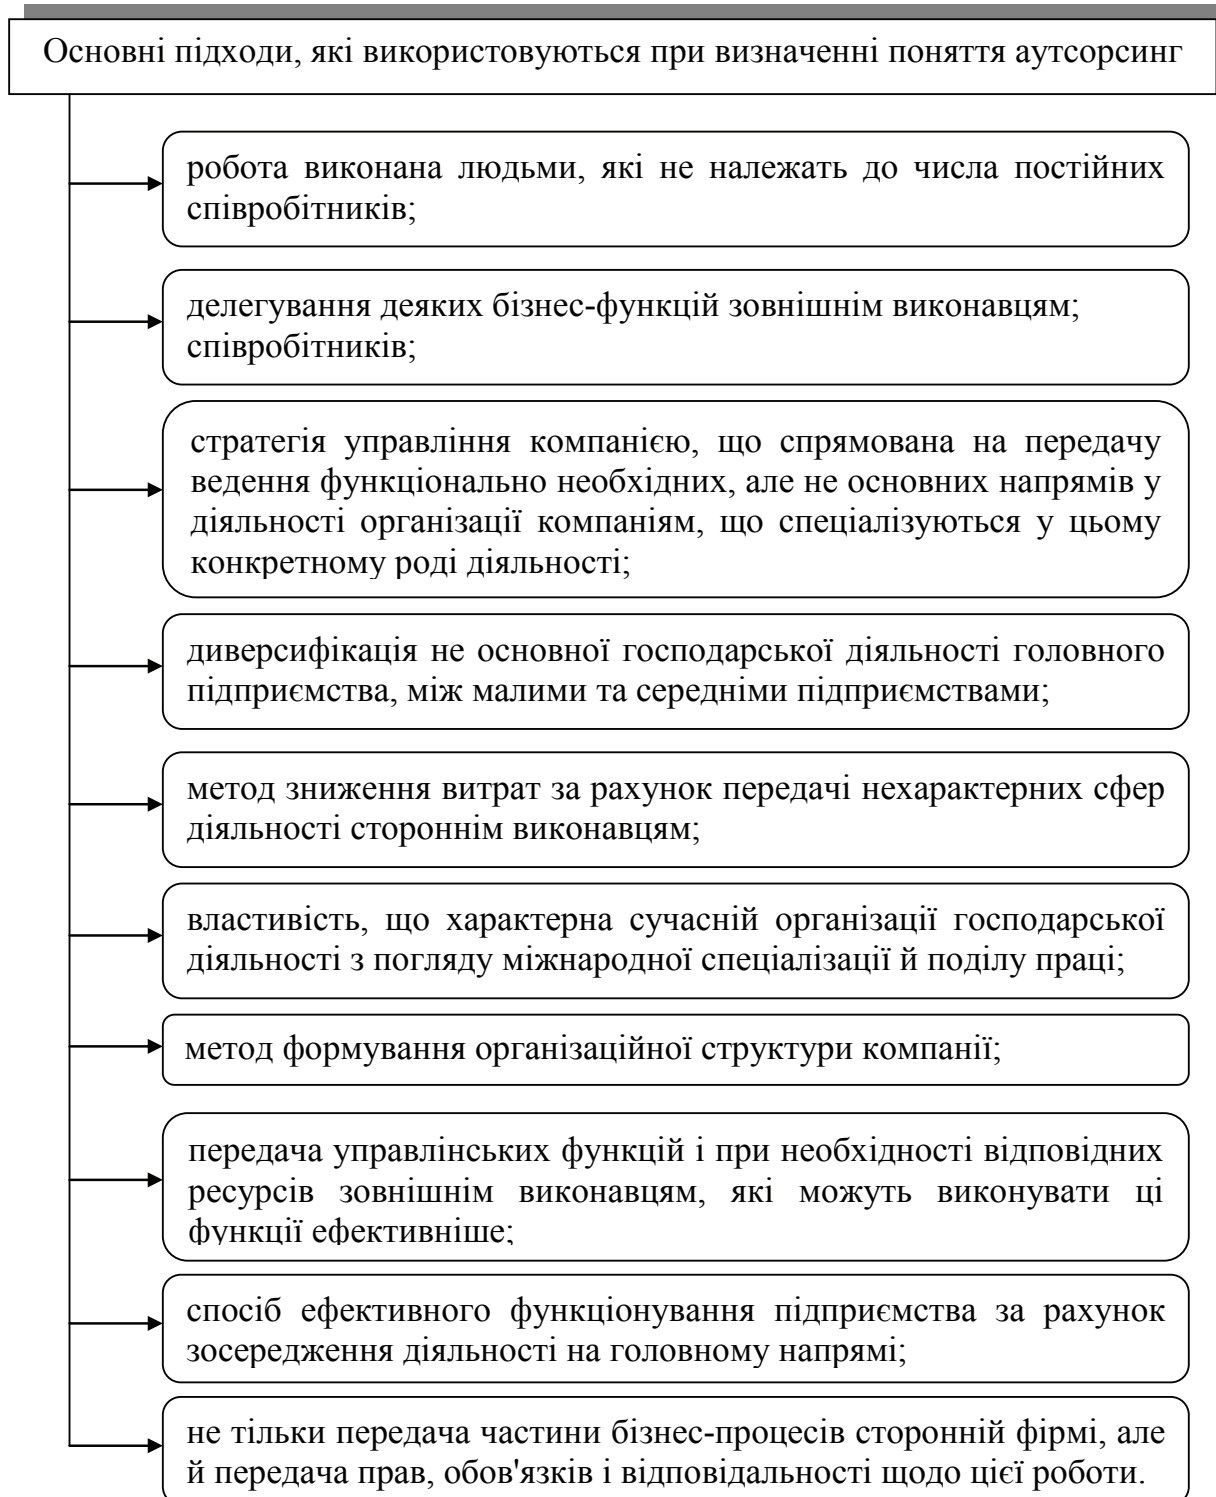 Основні підходи, які використовуються при визначенні поняття аутсорсинг
робота виконана людьми, які не належать до числа постійних
співробітників;
делегування деяких бізнес-функцій зовнішнім виконавцям;
співробітників;
стратегія управління компанією, що спрямована на передачу
ведення функціонально необхідних, але не основних напрямів у
діяльності організації компаніям, що спеціалізуються у цьому
конкретному роді діяльності;
диверсифікація не основної господарської діяльності головного
підприємства, між малими та середніми підприємствами;
метод зниження витрат за рахунок передачі нехарактерних сфер
діяльності стороннім виконавцям;
властивість, що характерна сучасній організації господарської
діяльності з погляду міжнародної спеціалізації й поділу праці;
метод формування організаційної структури компанії;
передача управлінських функцій і при необхідності відповідних
ресурсів зовнішнім виконавцям, які можуть виконувати ці
функції ефективніше;
спосіб ефективного функціонування підприємства за рахунок
зосередження діяльності на головному напрямі;
не тільки передача частини бізнес-процесів сторонній фірмі, але
й передача прав, обов'язків і відповідальності щодо цієї роботи.